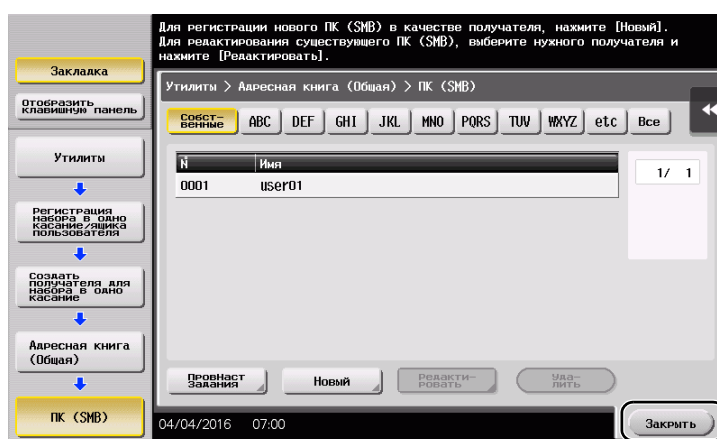 Для регистрации нового ПК (SMB) в качестве получателя, нажмите [Новый].
Для редактирования существующего ПК (SMB), выберите нужного получателя и
нажмите [Редактировать].
Закладка
Отобразить
клавишную панель
Утилиты
Регистрация
набора в одно
касание/ящика
пользователя
Создать
получателя для
набора в одно
касание
Адресная книга
(Общая)
ПК (SMB)
Утилиты > Адресная книга (Общая) > ПК (SMB)
Собст-
венные
ABC
DEF
GHI
JKL
MNO
PQRS
TUV
WXYZ
etc
Все
N
Имя
0001
user01
1/ 1
ПровНаст
Задания
Новый
Редакти-
ровать
Уда-
лить
04/04/2016 07:00
Закрыть